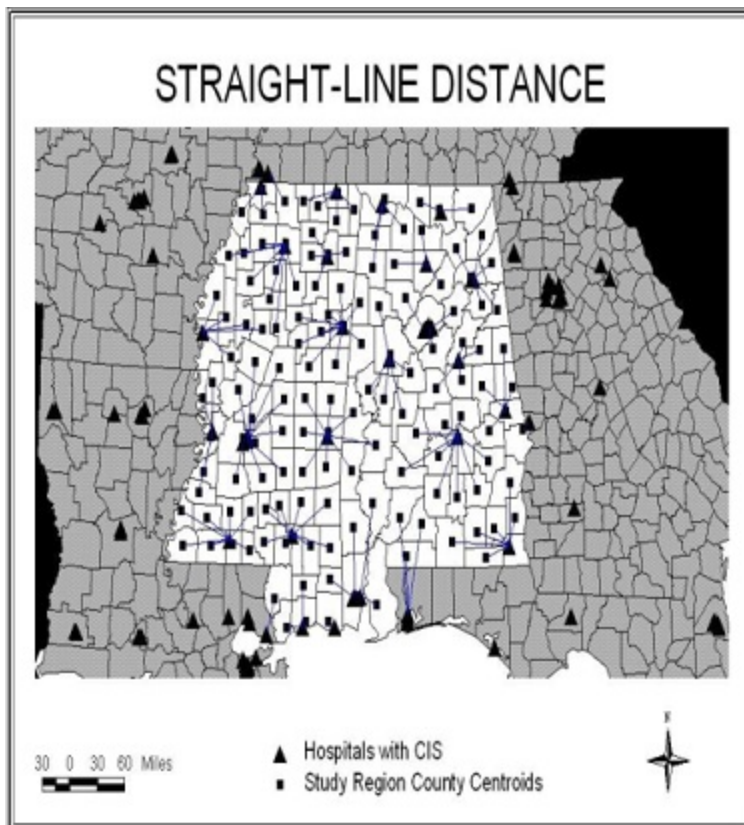 STRAIGHT-LINE DISTANCE
N
30 0 30 60 Miles
Hospitals with CIS
Study Region County Centroids